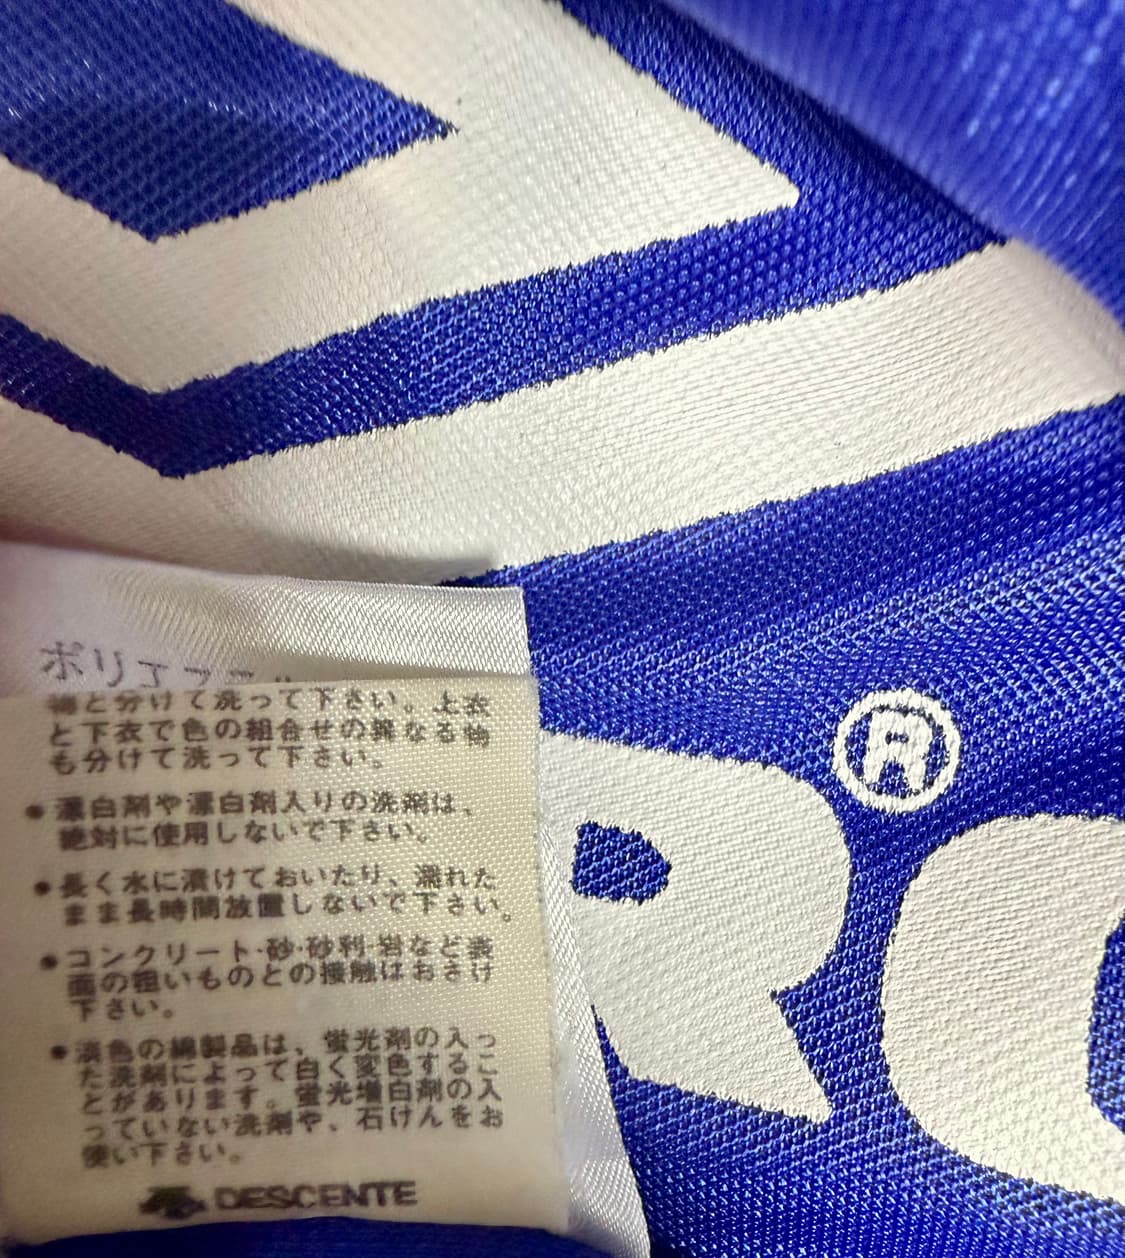 ポリエステル
物と分けて洗って下さい。上衣
と下衣で色の組合せの異なる物
も分けて洗って下さい。
● 漂白剤や漂白剤入りの洗剤は、
絶対に使用しないで下さい。
● 長く水に漬けておいたり、濡れた
まま長時間放置しないで下さい。
● コンクリート·砂·砂利·岩など表
面の粗いものとの接触はおさけ
下さい。
● 淡色の綿製品は、蛍光剤の入っ
た洗剤によって白く変色するこ
とがあります。蛍光増白剤の入
っていない洗剤や、石けんをお
使い下さい。
DESCENTE
R
®